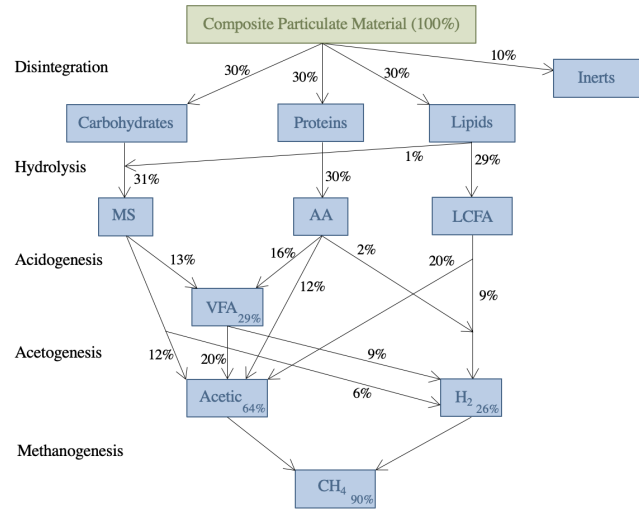 Composite Particulate Material (100%)
Disintegration
10%
30%
30%
30%
Inerts
Carbohydrates
Proteins
Lipids
Hydrolysis
1%
29%
31%
30%
MS
AA
LCFA
Acidogenesis
13%
16%
2%
20%
12%
9%
VFA
29%
Acetogenesis
12%
20%
9%
6%
Acetic
64%
H₂
26%
Methanogenesis
CH₄
90%